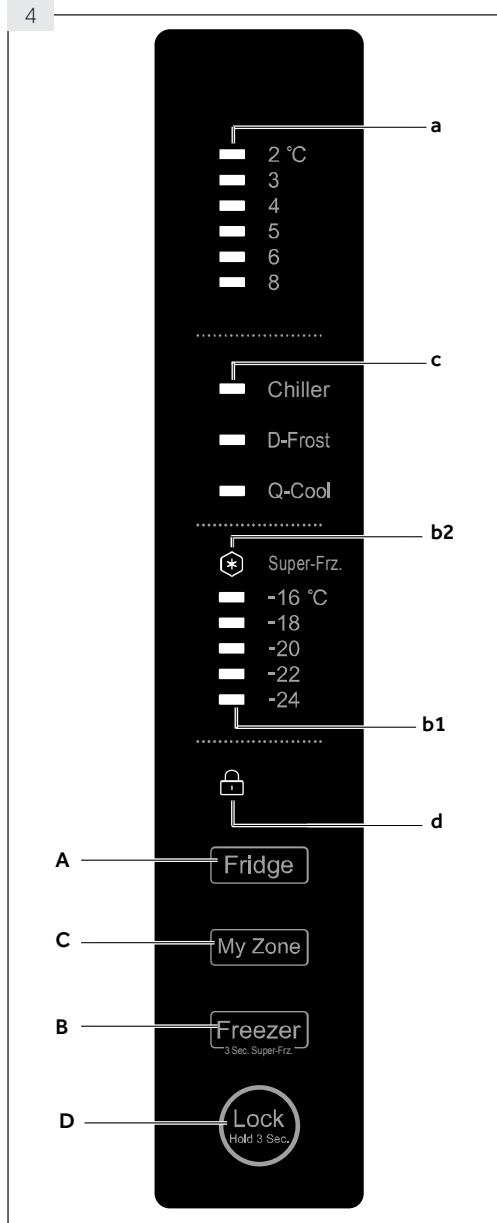 4
a
2 °C
3
4
5
6
8
c
Chiller
D-Frost
Q-Cool
b2
Super-Frz.
-16 °C
-18
-20
-22
-24
b1
d
A
Fridge
C
My Zone
B
Freezer
3 Sec. Super-Frz.
D
Lock
Hold 3 Sec.